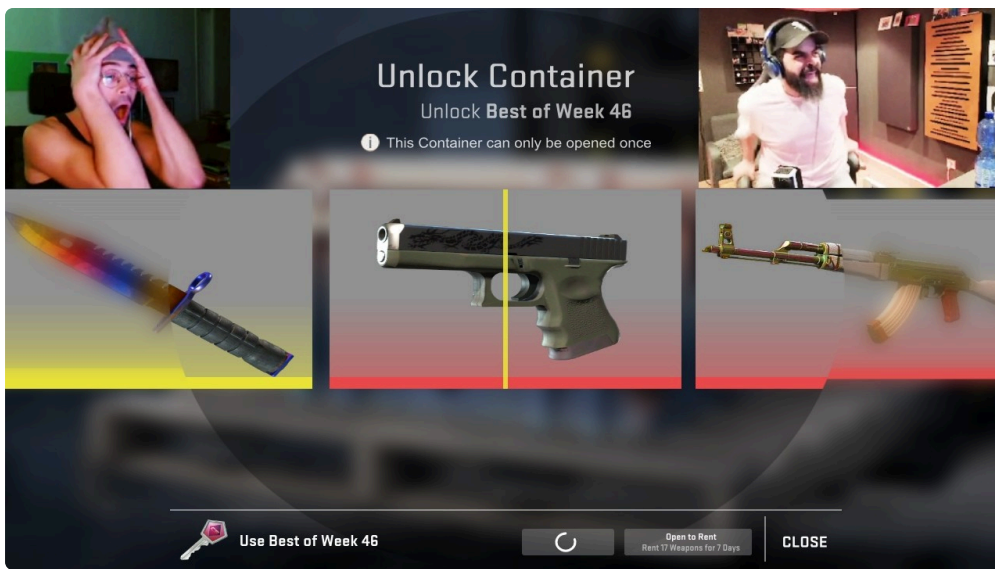 Unlock Container
Unlock Best of Week 46
i This Container can only be opened once
Use Best of Week 46
Open to Rent
Rent 17 Weapons for 7 Days
CLOSE